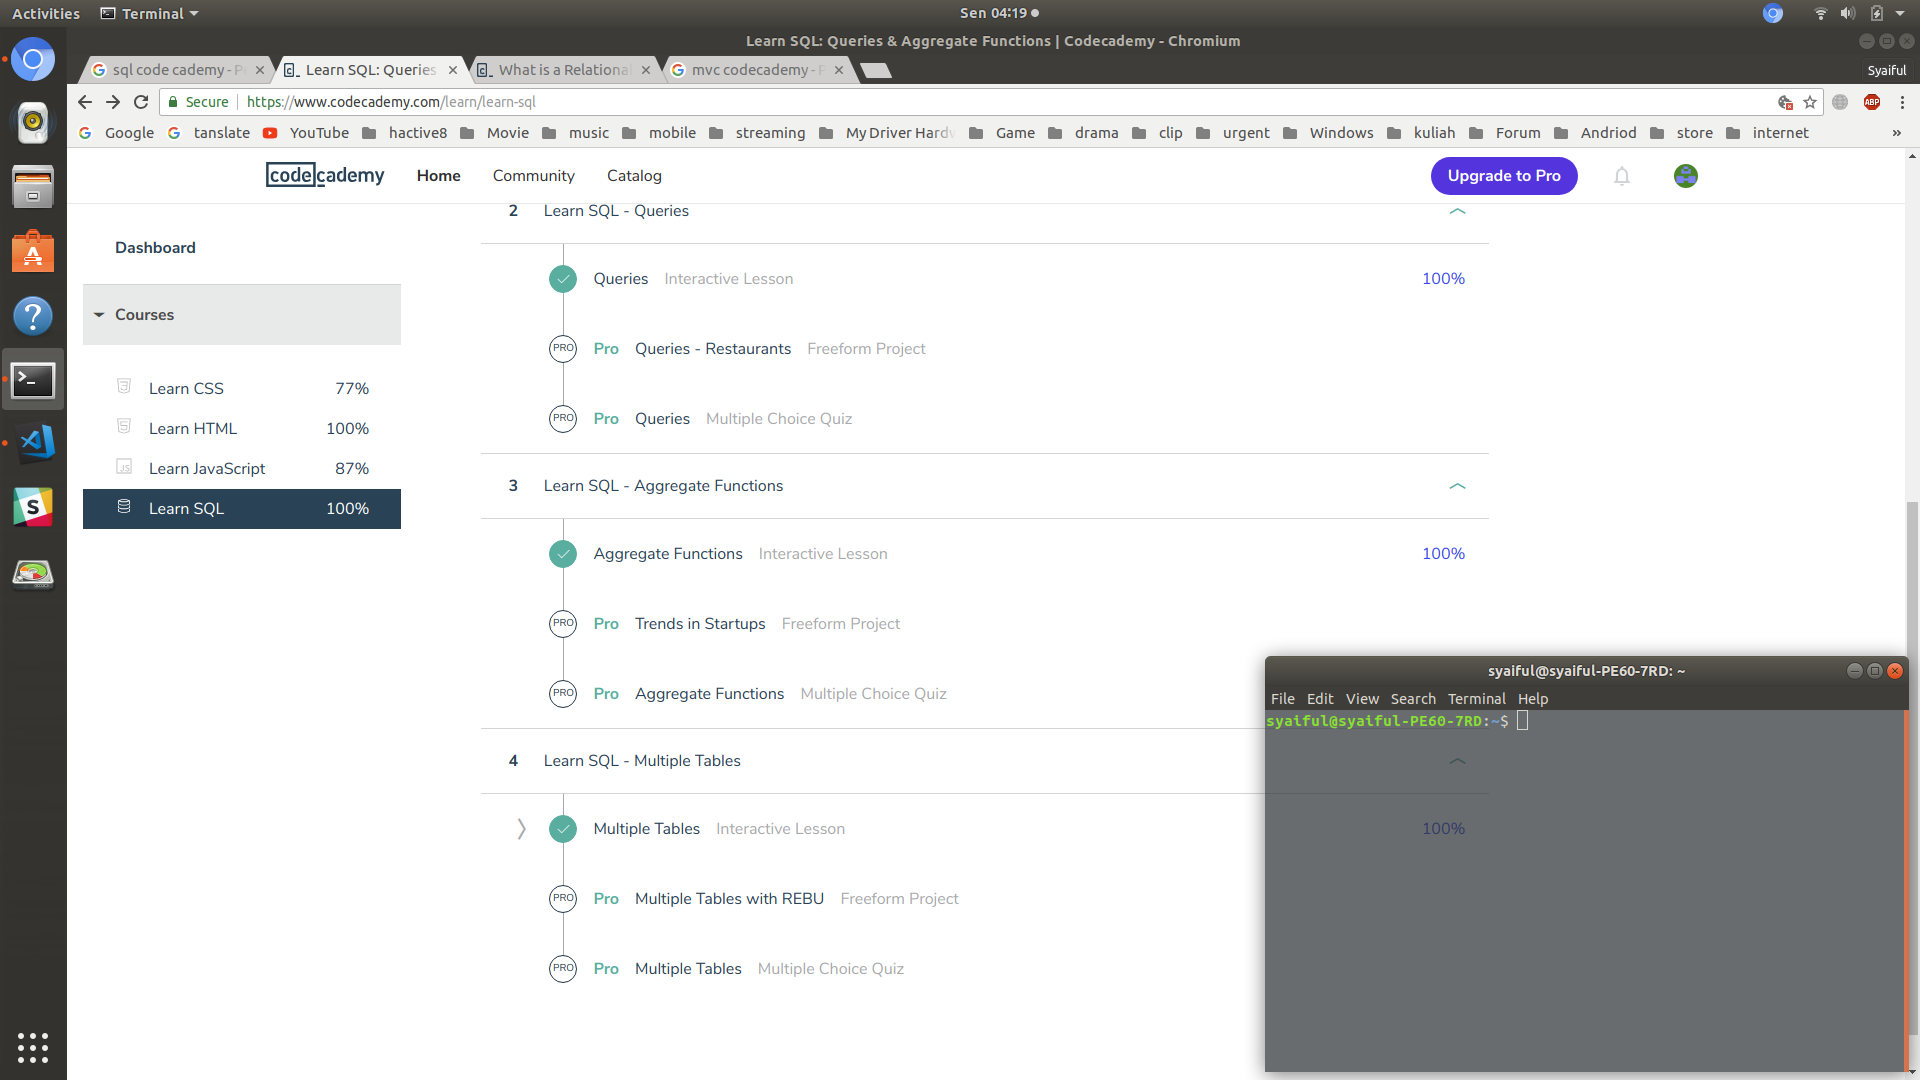 Activities Terminal Sen 04:19
Learn SQL: Queries & Aggregate Functions | Codecademy - Chromium
sql code cademy - P Learn SQL: Queries What is a Relational mvc codecademy - P Syaiful
Secure https://www.codecademy.com/learn/learn-sql ABP
Google tanslate YouTube hactive8 Movie music mobile streaming My Driver Hardw Game drama clip urgent Windows kuliah Forum Andriod store internet »
codecademy Home Community Catalog Upgrade to Pro
2 Learn SQL - Queries
Dashboard
Queries Interactive Lesson 100%
Courses
PRO Pro Queries - Restaurants Freeform Project
Learn CSS 77%
PRO Pro Queries Multiple Choice Quiz
Learn HTML 100%
JS Learn JavaScript 87%
3 Learn SQL - Aggregate Functions
Learn SQL 100%
Aggregate Functions Interactive Lesson 100%
PRO Pro Trends in Startups Freeform Project
PRO Pro Aggregate Functions Multiple Choice Quiz
4 Learn SQL - Multiple Tables
Multiple Tables Interactive Lesson 100%
PRO Pro Multiple Tables with REBU Freeform Project
PRO Pro Multiple Tables Multiple Choice Quiz
syaiful@syaiful-PE60-7RD: ~
File Edit View Search Terminal Help
syaiful@syaiful-PE60-7RD:~$